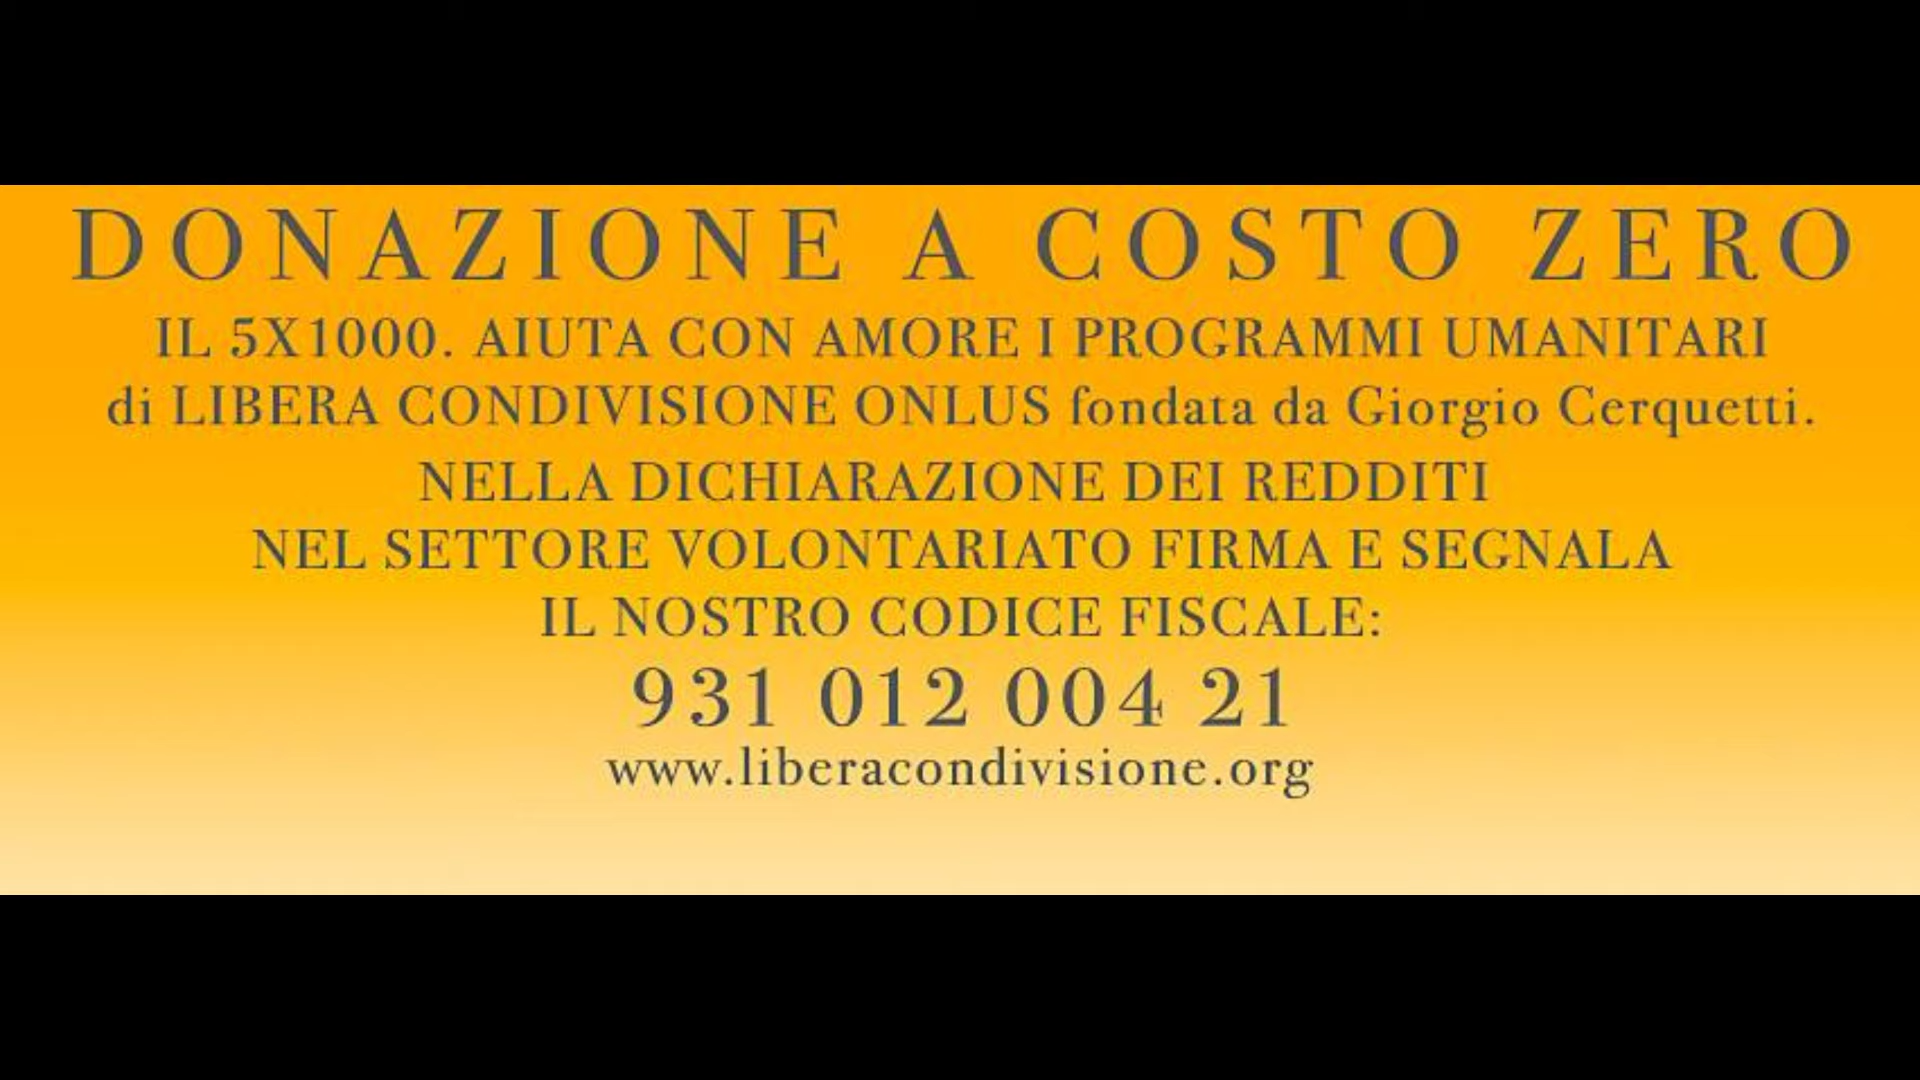 DONAZIONE A COSTO ZERO
IL 5X1000. AIUTA CON AMORE I PROGRAMMI UMANITARI
di LIBERA CONDIVISIONE ONLUS fondata da Giorgio Cerquetti.
NELLA DICHIARAZIONE DEI REDDITI
NEL SETTORE VOLONTARIATO FIRMA E SEGNALA
IL NOSTRO CODICE FISCALE:
931 012 004 21
www.liberacondivisione.org